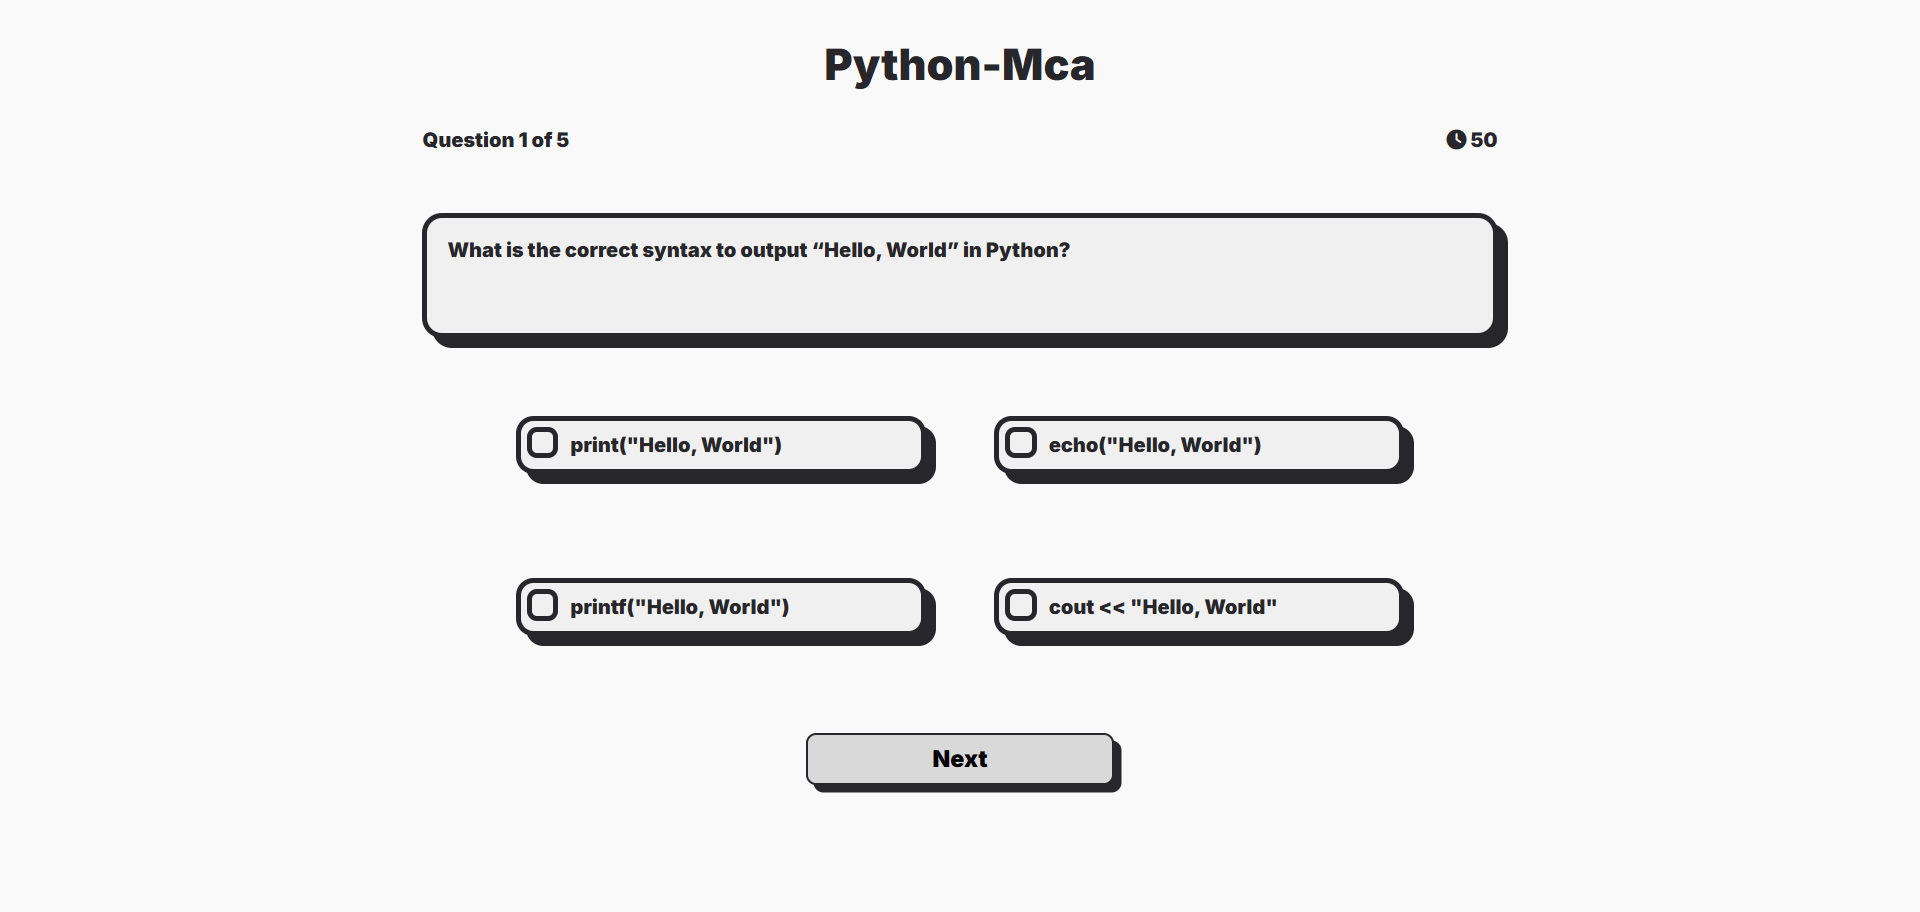 Python-Mca
Question 1 of 5
50
What is the correct syntax to output “Hello, World” in Python?
print("Hello, World")
echo("Hello, World")
printf("Hello, World")
cout << "Hello, World"
Next